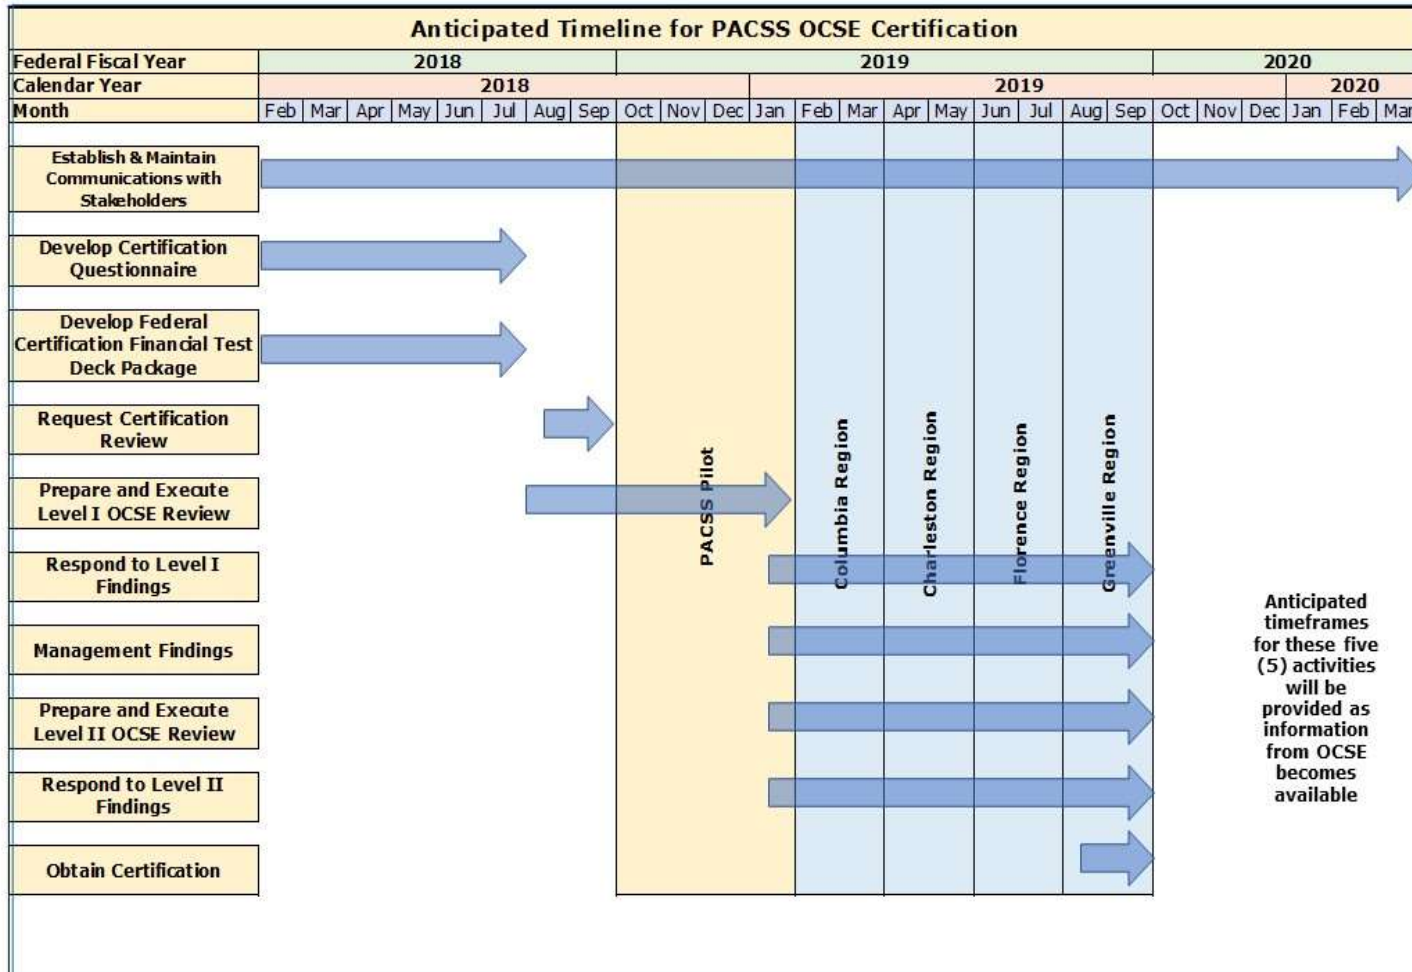 Anticipated Timeline for PACSS OCSE Certification
Federal Fiscal Year 2018 2019 2020
Calendar Year 2018 2019 2020
Month Feb Mar Apr May Jun Jul Aug Sep Oct Nov Dec Jan Feb Mar Apr May Jun Jul Aug Sep Oct Nov Dec Jan Feb Mar
Establish & Maintain
Communications with
Stakeholders
Develop Certification
Questionnaire
Develop Federal
Certification Financial Test
Deck Package
Request Certification
Review
Prepare and Execute
Level I OCSE Review
Respond to Level I
Findings
Management Findings
Prepare and Execute
Level II OCSE Review
Respond to Level II
Findings
Obtain Certification
PACSS Pilot
Columbia Region
Charleston Region
Florence Region
Greenville Region
Anticipated
timeframes
for these five
(5) activities
will be
provided as
information
from OCSE
becomes
available